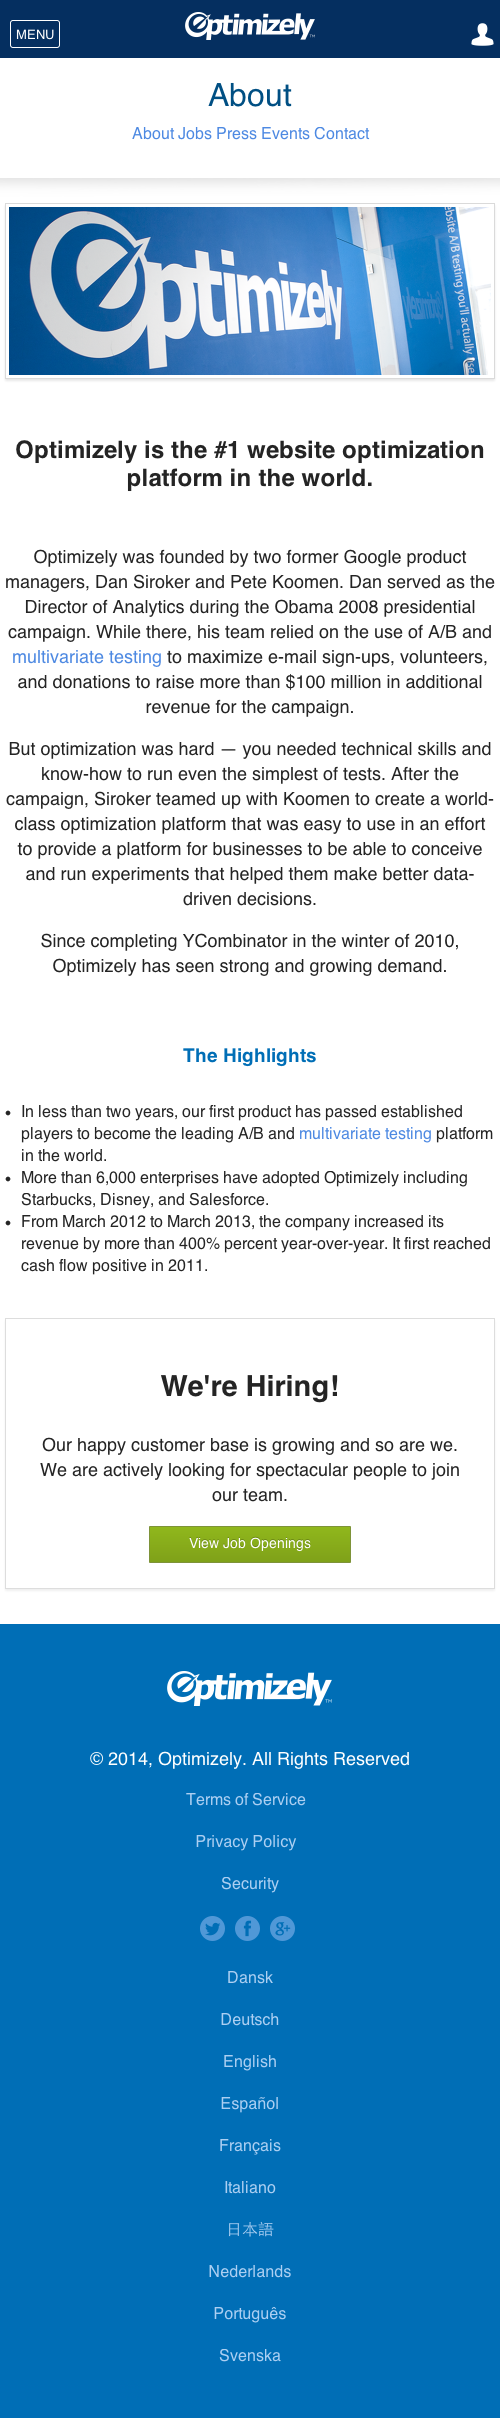 MENU
Optimizely™
About
About Jobs Press Events Contact
Optimizely
website A/B testing you'll actually use
Optimizely is the #1 website optimization
platform in the world.
Optimizely was founded by two former Google product
managers, Dan Siroker and Pete Koomen. Dan served as the
Director of Analytics during the Obama 2008 presidential
campaign. While there, his team relied on the use of A/B and
multivariate testing to maximize e-mail sign-ups, volunteers,
and donations to raise more than $100 million in additional
revenue for the campaign.
But optimization was hard — you needed technical skills and
know-how to run even the simplest of tests. After the
campaign, Siroker teamed up with Koomen to create a world-
class optimization platform that was easy to use in an effort
to provide a platform for businesses to be able to conceive
and run experiments that helped them make better data-
driven decisions.
Since completing YCombinator in the winter of 2010,
Optimizely has seen strong and growing demand.
The Highlights
• In less than two years, our first product has passed established
players to become the leading A/B and multivariate testing platform
in the world.
• More than 6,000 enterprises have adopted Optimizely including
Starbucks, Disney, and Salesforce.
• From March 2012 to March 2013, the company increased its
revenue by more than 400% percent year-over-year. It first reached
cash flow positive in 2011.
We're Hiring!
Our happy customer base is growing and so are we.
We are actively looking for spectacular people to join
our team.
View Job Openings
Optimizely™
© 2014, Optimizely. All Rights Reserved
Terms of Service
Privacy Policy
Security
Dansk
Deutsch
English
Español
Français
Italiano
日本語
Nederlands
Português
Svenska